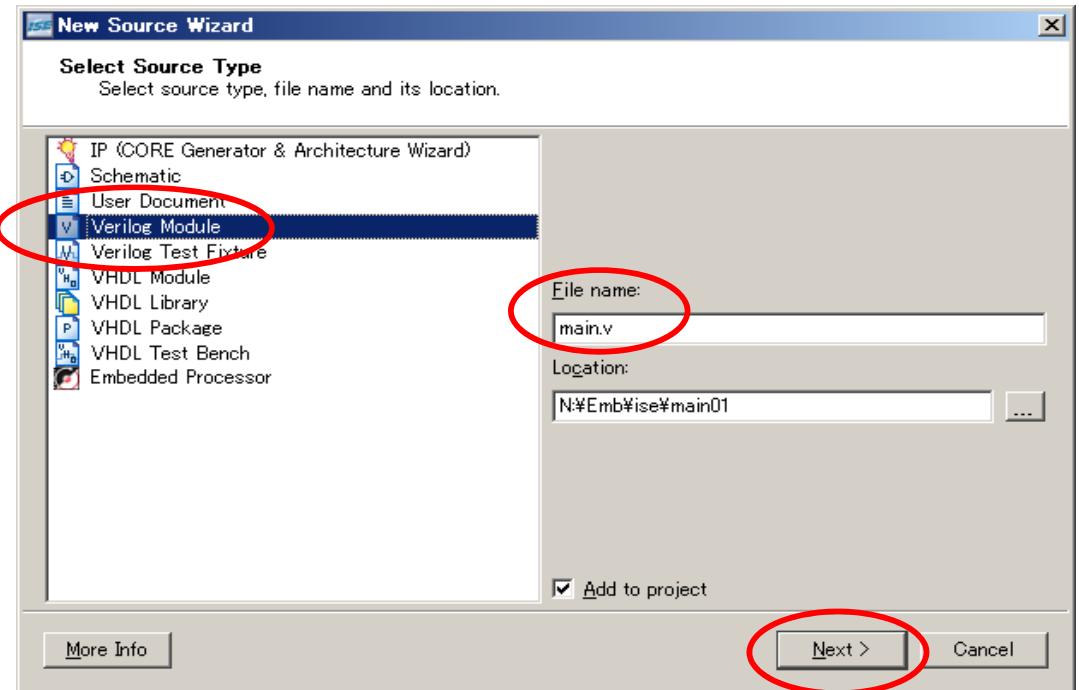 ISE New Source Wizard
Select Source Type
Select source type, file name and its location.
IP (CORE Generator & Architecture Wizard)
Schematic
User Document
Verilog Module
Verilog Test Fixture
VHDL Module
VHDL Library
VHDL Package
VHDL Test Bench
Embedded Processor
File name:
main.v
Location:
N:¥Emb¥ise¥main01
...
Add to project
More Info
Next >
Cancel